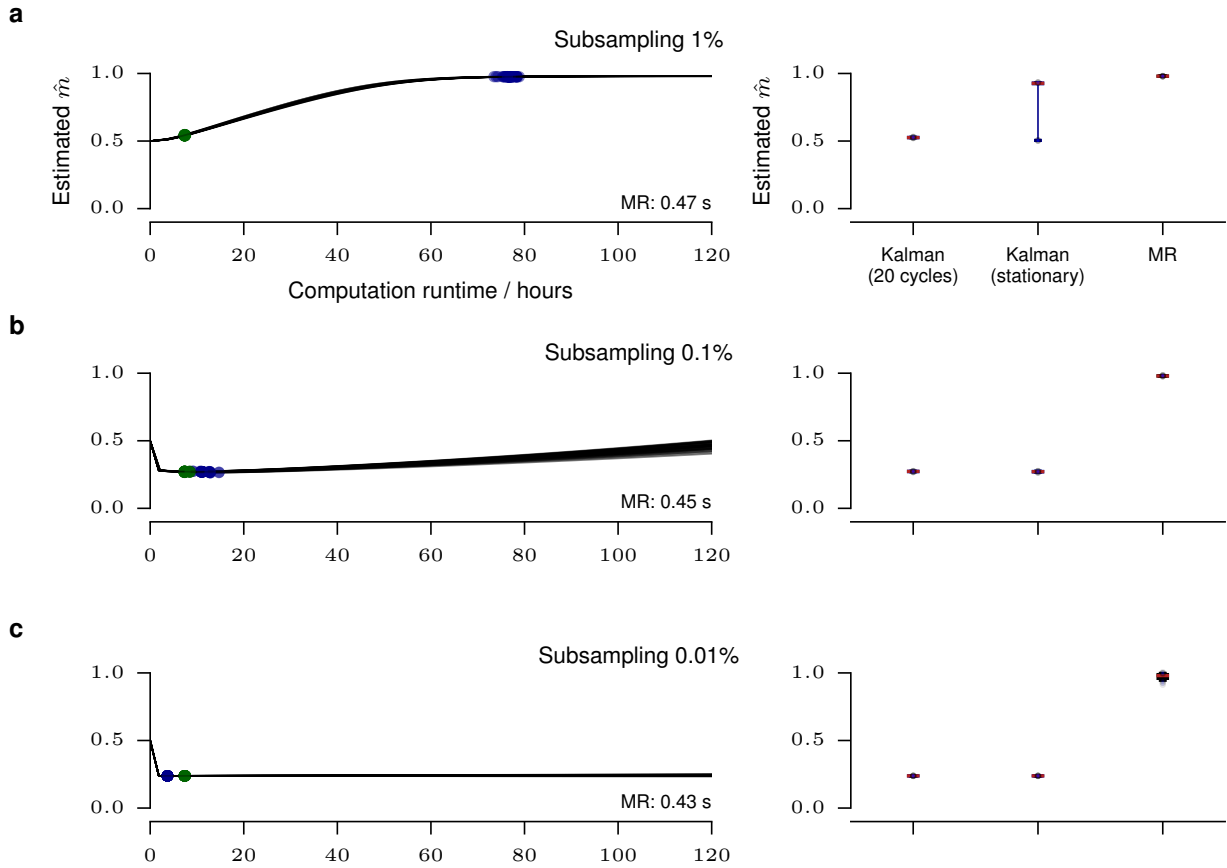 a
Subsampling 1%
Estimated m̂
1.0
0.5
0.0
MR: 0.47 s
0 20 40 60 80 100 120
Computation runtime / hours
Estimated m̂
1.0
0.5
0.0
Kalman
(20 cycles)
Kalman
(stationary)
MR
b
Subsampling 0.1%
1.0
0.5
0.0
MR: 0.45 s
0 20 40 60 80 100 120
1.0
0.5
0.0
c
Subsampling 0.01%
1.0
0.5
0.0
MR: 0.43 s
0 20 40 60 80 100 120
1.0
0.5
0.0